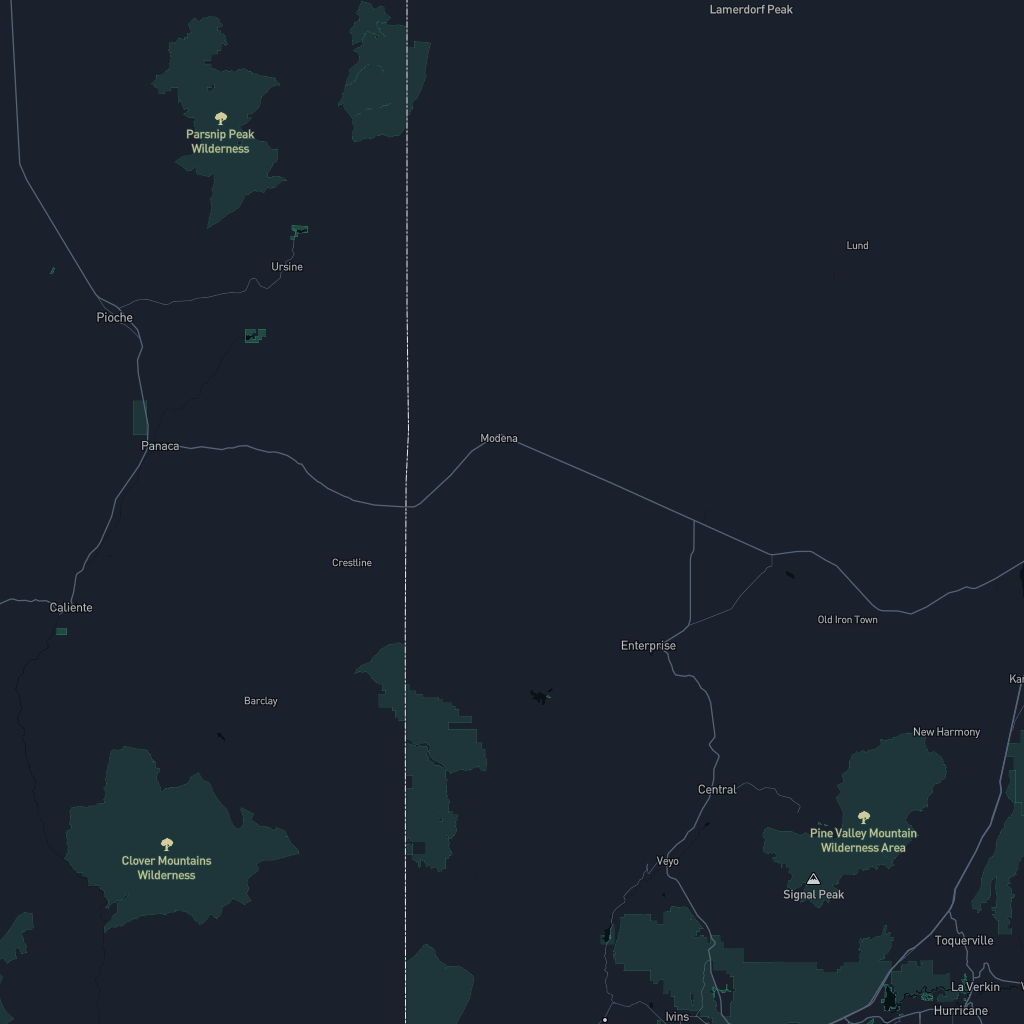 Lamerdorf Peak
Parsnip Peak
Wilderness
Lund
Ursine
Pioche
Modena
Panaca
Crestline
Caliente
Old Iron Town
Enterprise
Barclay
New Harmony
Central
Pine Valley Mountain
Wilderness Area
Clover Mountains
Wilderness
Veyo
Signal Peak
Toquerville
La Verkin
Hurricane
Ivins